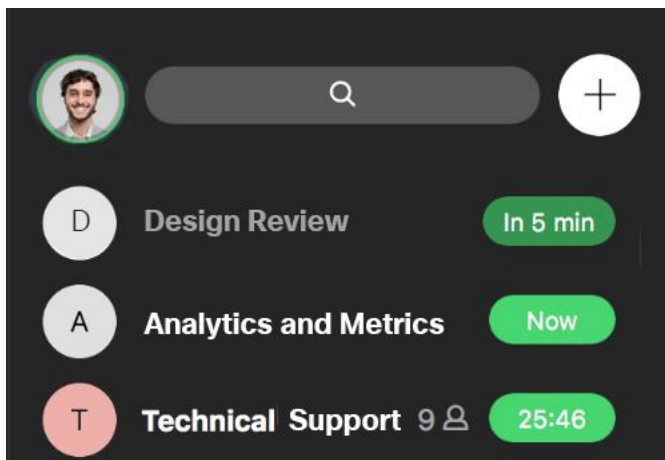 D Design Review In 5 min
A Analytics and Metrics Now
T Technical Support 9 25:46